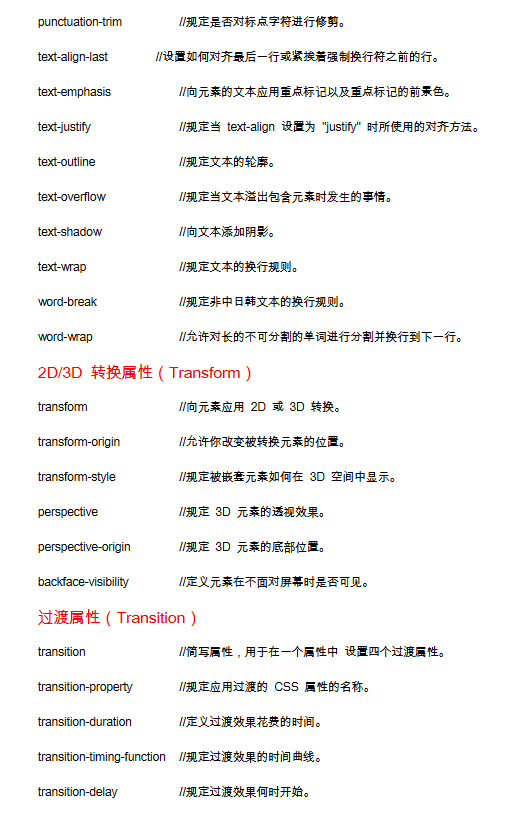 punctuation-trim //规定是否对标点字符进行修剪。
text-align-last //设置如何对齐最后一行或紧挨着强制换行符之前的行。
text-emphasis //向元素的文本应用重点标记以及重点标记的前景色。
text-justify //规定当 text-align 设置为 "justify" 时所使用的对齐方法。
text-outline //规定文本的轮廓。
text-overflow //规定当文本溢出包含元素时发生的事情。
text-shadow //向文本添加阴影。
text-wrap //规定文本的换行规则。
word-break //规定非中日韩文本的换行规则。
word-wrap //允许对长的不可分割的单词进行分割并换行到下一行。
2D/3D 转换属性（Transform）
transform //向元素应用 2D 或 3D 转换。
transform-origin //允许你改变被转换元素的位置。
transform-style //规定被嵌套元素如何在 3D 空间中显示。
perspective //规定 3D 元素的透视效果。
perspective-origin //规定 3D 元素的底部位置。
backface-visibility //定义元素在不面对屏幕时是否可见。
过渡属性（Transition）
transition //简写属性，用于在一个属性中 设置四个过渡属性。
transition-property //规定应用过渡的 CSS 属性的名称。
transition-duration //定义过渡效果花费的时间。
transition-timing-function //规定过渡效果的时间曲线。
transition-delay //规定过渡效果何时开始。